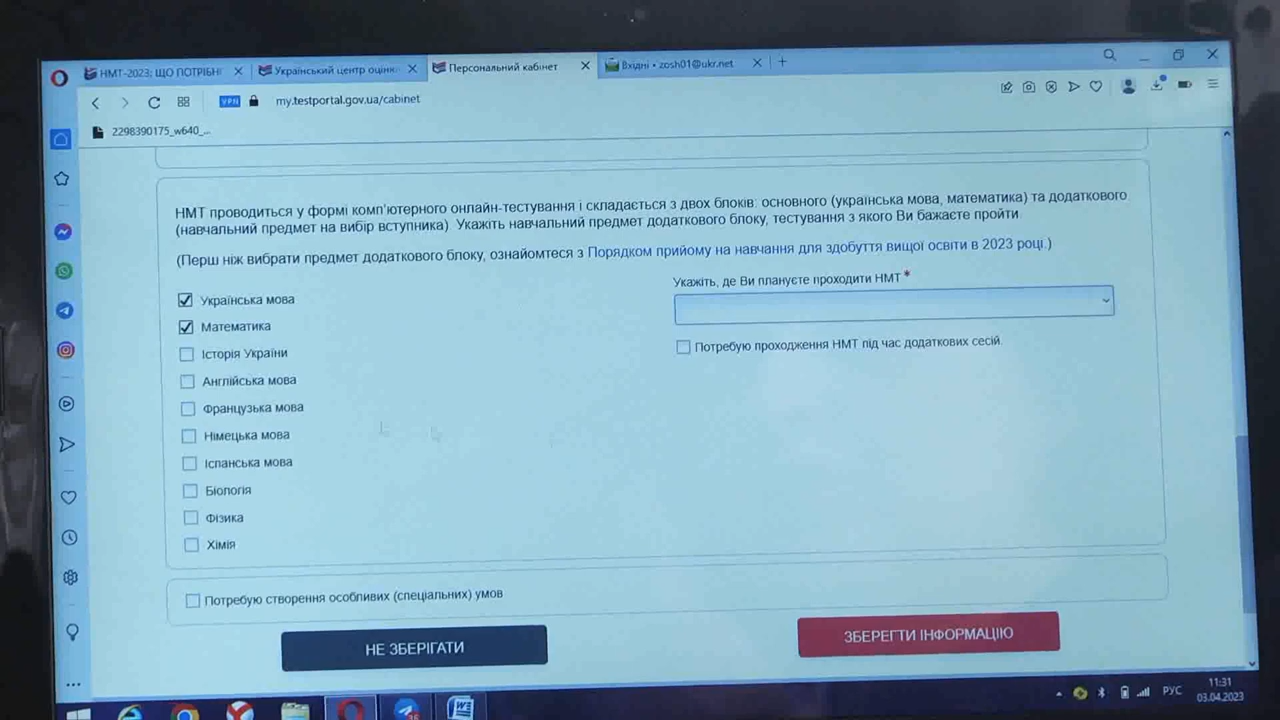 НМТ-2023: ЩО ПОТРІБН
Український центр оціню
Персональний кабінет
Вхідні • zosh01@ukr.net
VPN
my.testportal.gov.ua/cabinet
2298390175_w640_...
НМТ проводиться у формі комп'ютерного онлайн-тестування і складається з двох блоків: основного (українська мова, математика) та додаткового
(навчальний предмет на вибір вступника) Укажіть навчальний предмет додаткового блоку, тестування з якого Ви бажаєте пройти.
(Перш ніж вибрати предмет додаткового блоку, ознайомтеся з Порядком прийому на навчання для здобуття вищої освіти в 2023 році.)
Українська мова
Математика
Історія України
Англійська мова
Французька мова
Німецька мова
Іспанська мова
Біологія
Фізика
Хімія
Укажіть, де Ви плануєте проходити НМТ *
Потребую проходження НМТ під час додаткових сесій.
Потребую створення особливих (спеціальних) умов
НЕ ЗБЕРІГАТИ
ЗБЕРЕГТИ ІНФОРМАЦІЮ
РУС
11:31
03.04.2023